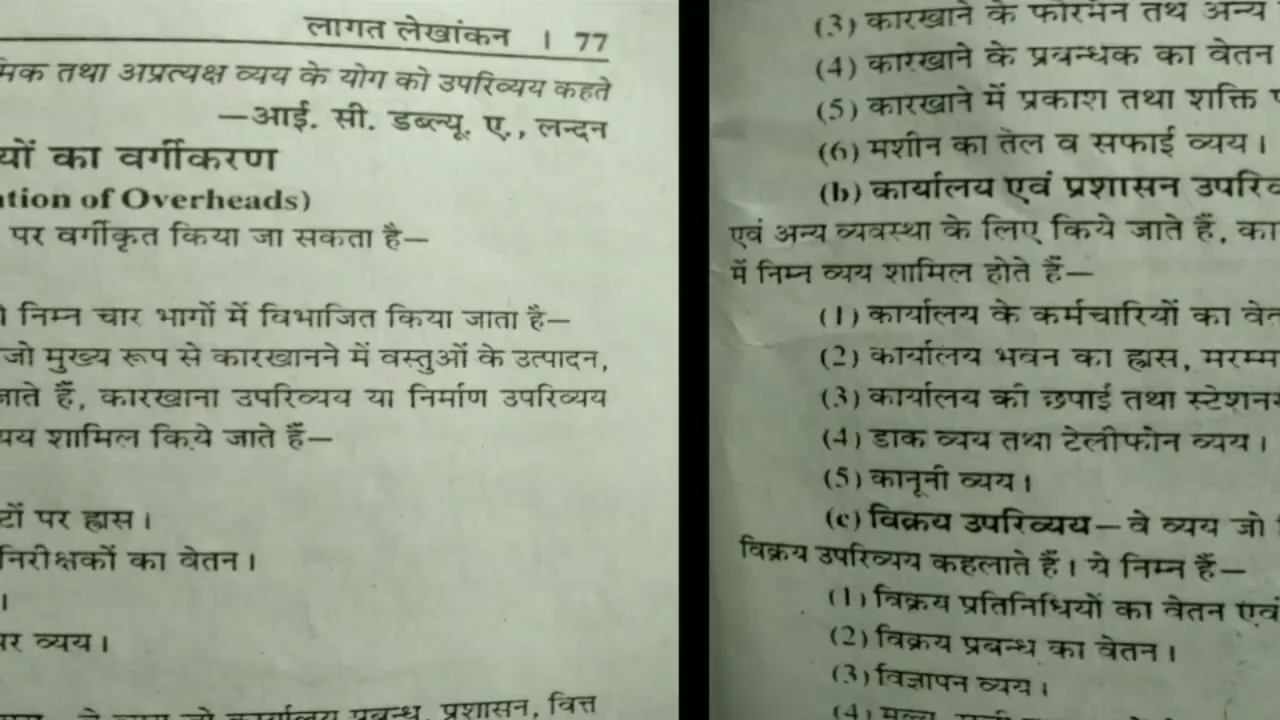 लागत लेखांकन । 77
तथा अप्रत्यक्ष व्यय के योग को उपरिव्यय कहते
—आई. सी. डब्ल्यू. ए., लन्दन
का वर्गीकरण
of Overheads)
पर वर्गीकृत किया जा सकता है—
निम्न चार भागों में विभाजित किया जाता है—
जो मुख्य रूप से कारखानने में वस्तुओं के उत्पादन,
जाते हैं, कारखाना उपरिव्यय या निर्माण उपरिव्यय
शामिल किये जाते हैं—
पर ह्रास।
निरीक्षकों का वेतन।
।
पर व्यय।
प्रबन्ध, प्रशासन, वित्त
(3) कारखाने के फोरमैन तथ अन्य
(4) कारखाने के प्रबन्धक का वेतन
(5) कारखाने में प्रकाश तथा शक्ति
(6) मशीन का तेल व सफाई व्यय।
(b) कार्यालय एवं प्रशासन
एवं अन्य व्यवस्था के लिए किये जाते हैं,
में निम्न व्यय शामिल होते हैं—
(1) कार्यालय के कर्मचारियों का
(2) कार्यालय भवन का ह्रास,
(3) कार्यालय की छपाई तथा
(4) डाक व्यय तथा टेलीफोन व्यय।
(5) कानूनी व्यय।
(c) विक्रय उपरिव्यय—वे व्यय जो
विक्रय उपरिव्यय कहलाते हैं। ये निम्न हैं—
(1) विक्रय प्रतिनिधियों का वेतन एवं
(2) विक्रय प्रबन्ध का वेतन।
(3) विज्ञापन व्यय।
(4)